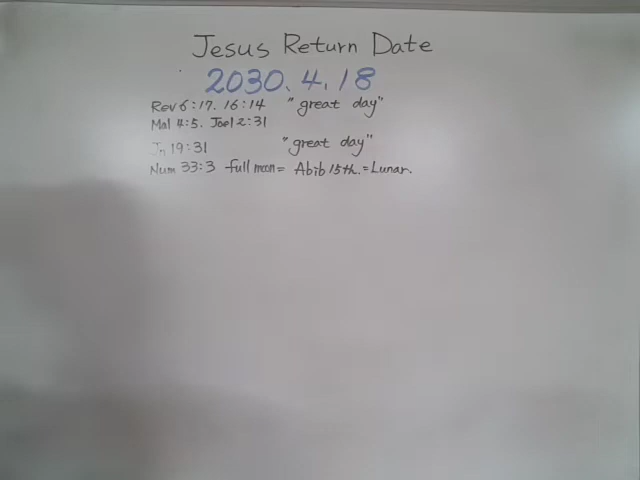 Jesus Return Date
2030. 4. 18
Rev 6:17. 16:14 "great day"
Mal 4:5. Joel 2:31
Jn 19:31 "great day"
Num 33:3 full moon = Abib 15th. = Lunar.